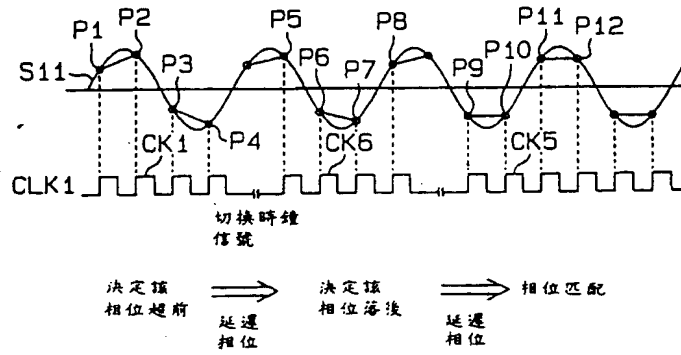 P1 P2 P5 P8 P11 P12
S11
P3 P6 P7 P9 P10
P4
CK1 CK6 CK5
CLK1
切換時鐘
信號
決定該
相位超前
延遲
相位
決定該
相位落後
延遲
相位
相位匹配